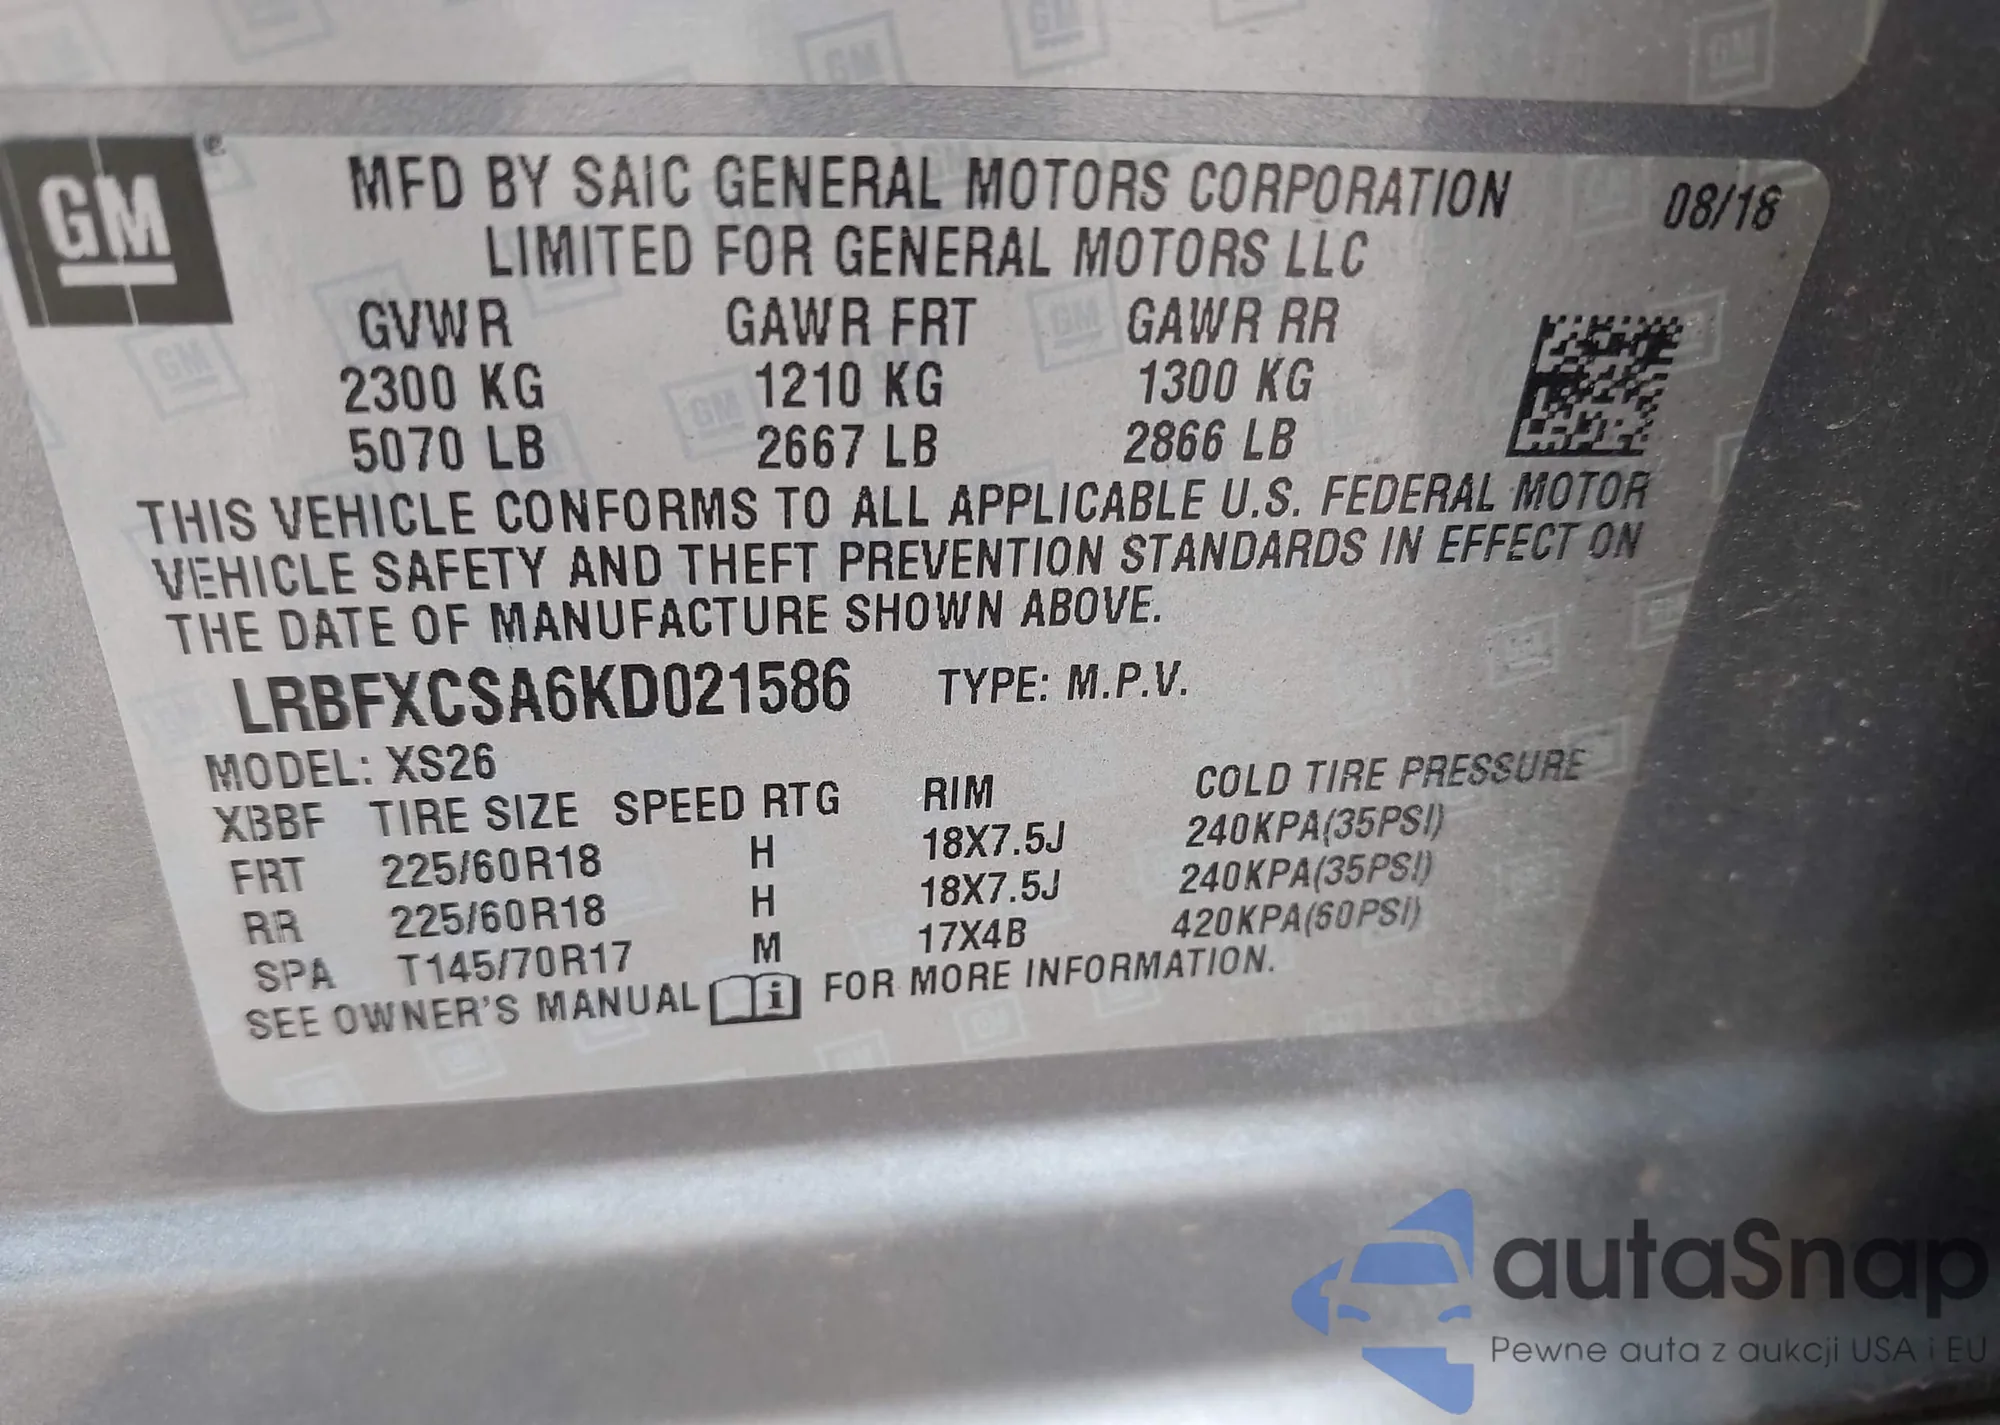 GM
MFD BY SAIC GENERAL MOTORS CORPORATION 08/18
LIMITED FOR GENERAL MOTORS LLC
GVWR GAWR FRT GAWR RR
2300 KG 1210 KG 1300 KG
5070 LB 2667 LB 2866 LB
THIS VEHICLE CONFORMS TO ALL APPLICABLE U.S. FEDERAL MOTOR
VEHICLE SAFETY AND THEFT PREVENTION STANDARDS IN EFFECT ON
THE DATE OF MANUFACTURE SHOWN ABOVE.
LRBFXCSA6KD021586 TYPE: M.P.V.
MODEL: XS26
XBBF TIRE SIZE SPEED RTG RIM COLD TIRE PRESSURE
FRT 225/60R18 H 18X7.5J 240KPA(35PSI)
RR 225/60R18 H 18X7.5J 240KPA(35PSI)
SPA T145/70R17 M 17X4B 420KPA(60PSI)
SEE OWNER'S MANUAL i FOR MORE INFORMATION.
autaSnap
Pewne auta z aukcji USA i EU